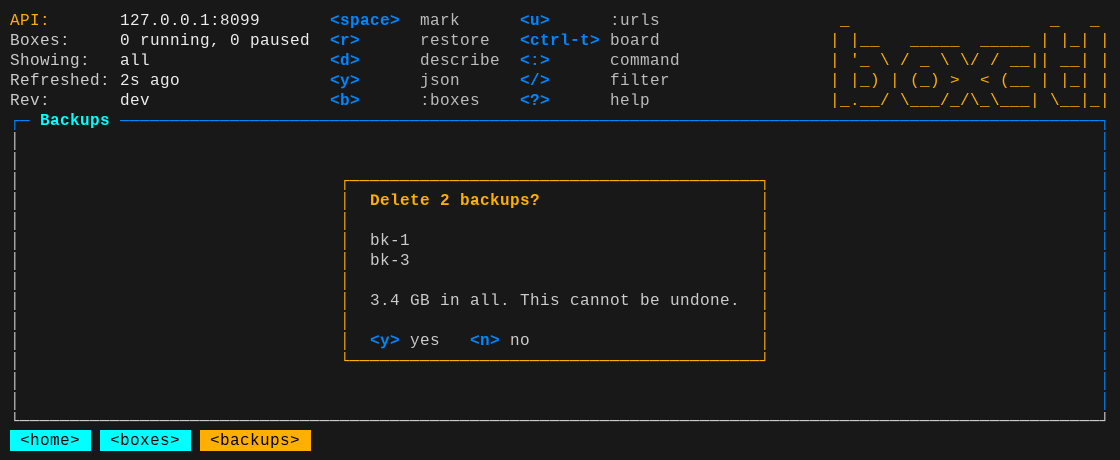 API: 127.0.0.1:8099 <space> mark <u> :urls
Boxes: 0 running, 0 paused <r> restore <ctrl-t> board
Showing: all <d> describe <:> command
Refreshed: 2s ago <y> json </> filter
Rev: dev <b> :boxes <?> help
boxctl
Backups
Delete 2 backups?
bk-1
bk-3
3.4 GB in all. This cannot be undone.
<y> yes <n> no
<home> <boxes> <backups>